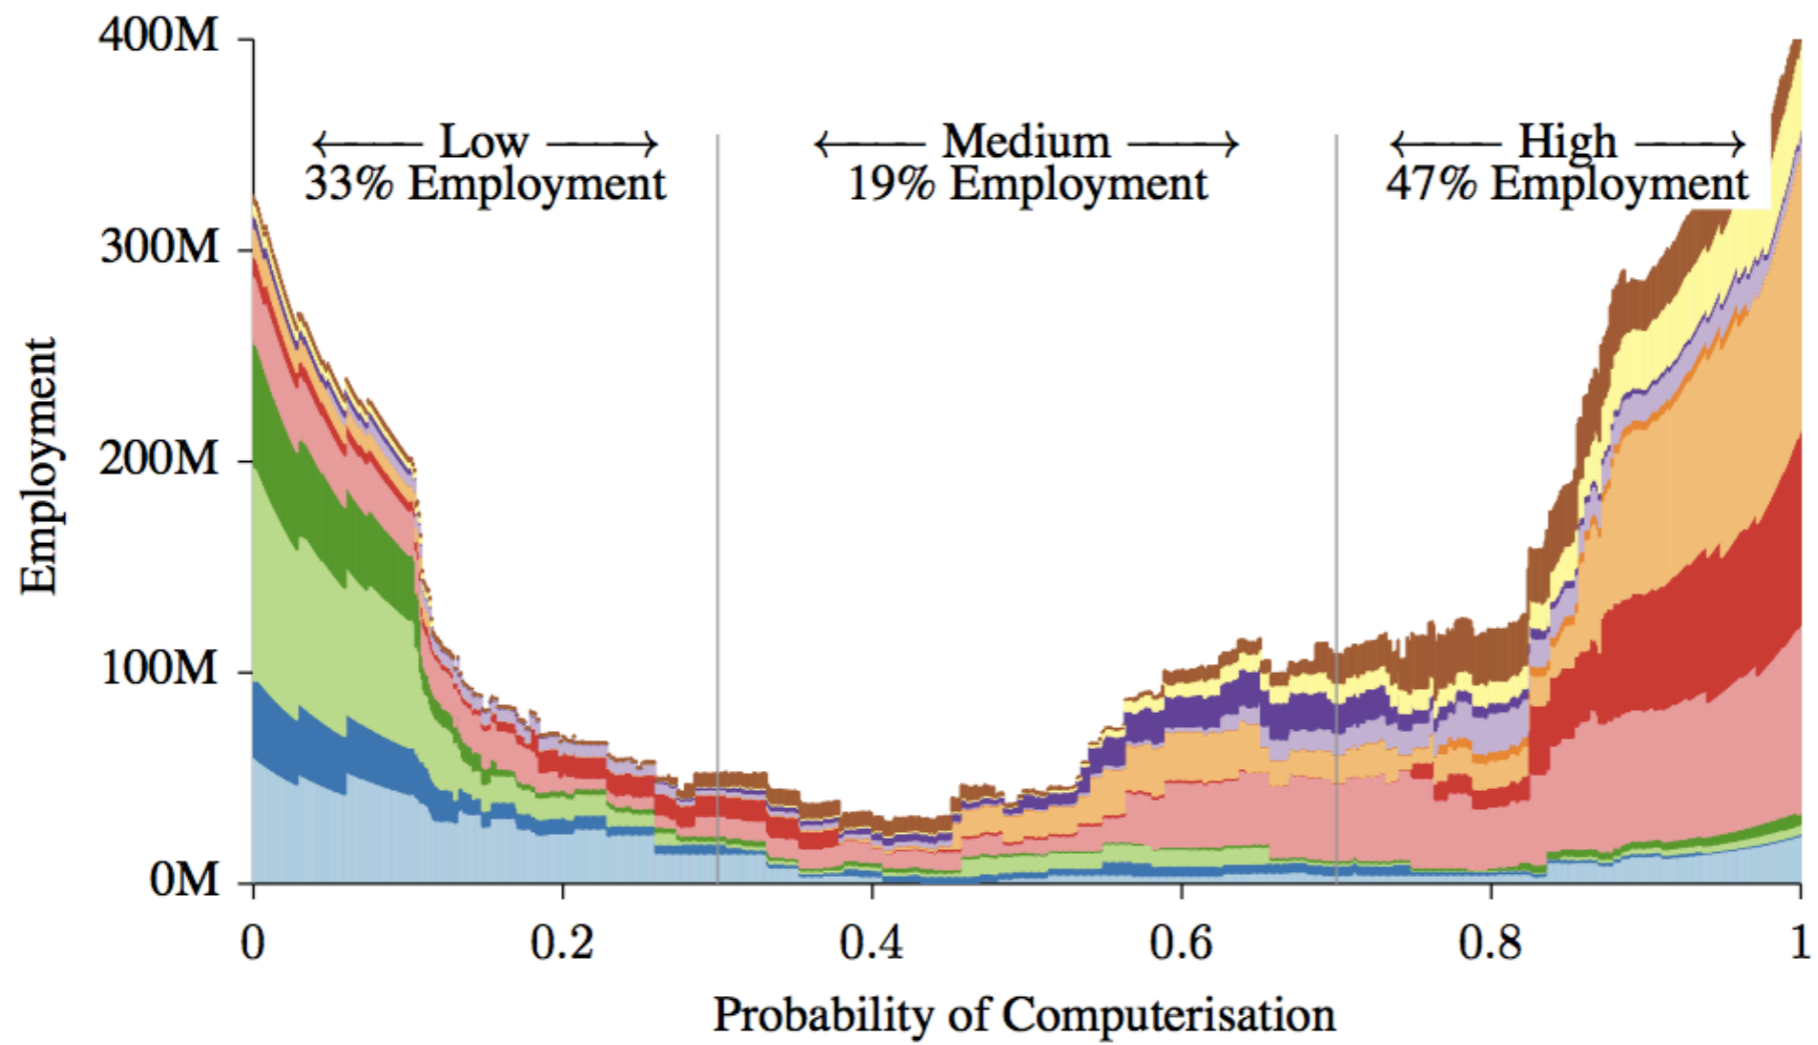 400M
←— Low —→
33% Employment
←— Medium —→
19% Employment
←— High —→
47% Employment
300M
200M
100M
0M
Employment
0 0.2 0.4 0.6 0.8 1
Probability of Computerisation